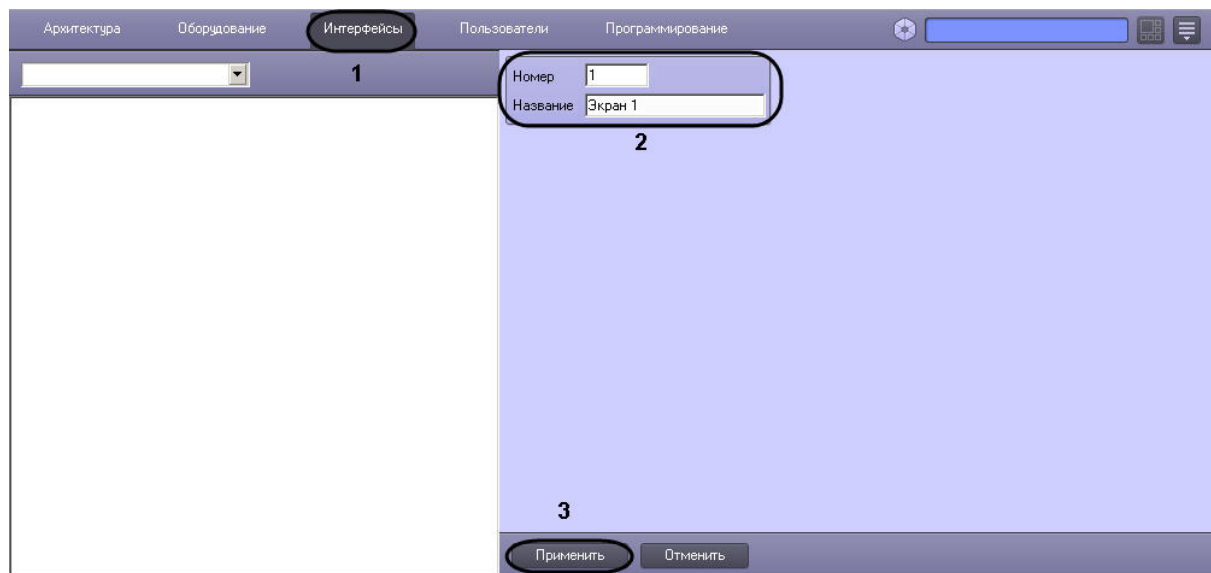 Архитектура Оборудование Интерфейсы Пользователи Программирование
1
Номер 1
Название Экран 1
2
3
Применить Отменить